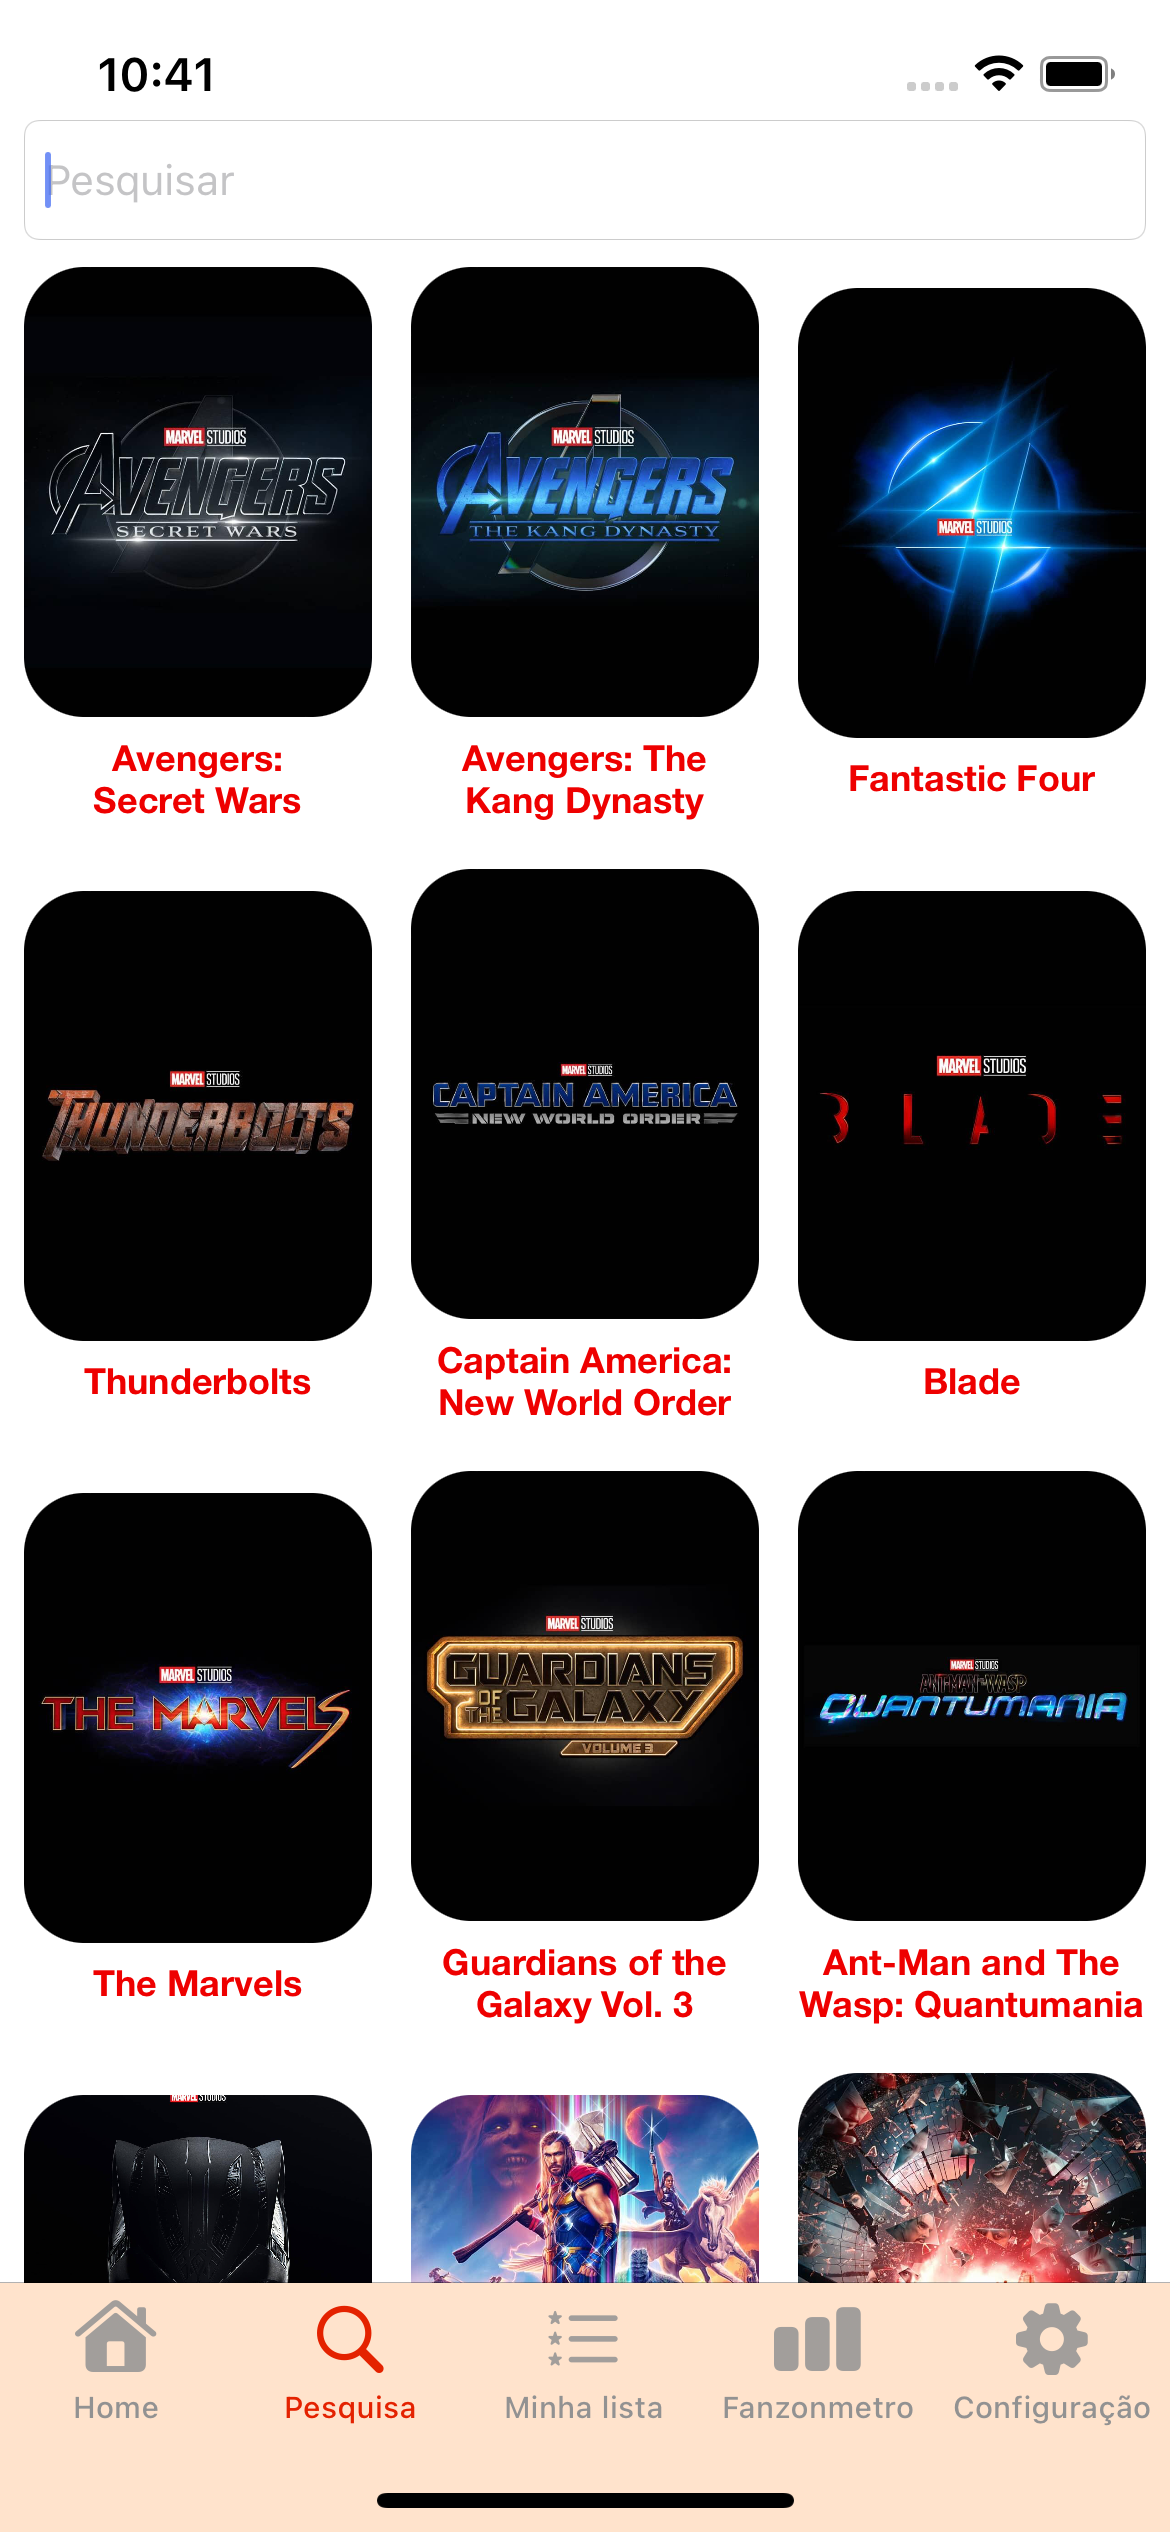 10:41
Pesquisar
MARVEL STUDIOS
AVENGERS
SECRET WARS
MARVEL STUDIOS
AVENGERS
THE KANG DYNASTY
MARVEL STUDIOS
Avengers:
Secret Wars
Avengers: The
Kang Dynasty
Fantastic Four
MARVEL STUDIOS
THUNDERBOLTS
MARVEL STUDIOS
CAPTAIN AMERICA
NEW WORLD ORDER
MARVEL STUDIOS
BLADE
Thunderbolts
Captain America:
New World Order
Blade
MARVEL STUDIOS
THE MARVELS
MARVEL STUDIOS
GUARDIANS
OF THE GALAXY
VOLUME 3
MARVEL STUDIOS
ANT-MAN AND THE WASP
QUANTUMANIA
The Marvels
Guardians of the
Galaxy Vol. 3
Ant-Man and The
Wasp: Quantumania
MARVEL STUDIOS
Home
Pesquisa
Minha lista
Fanzonmetro
Configuração